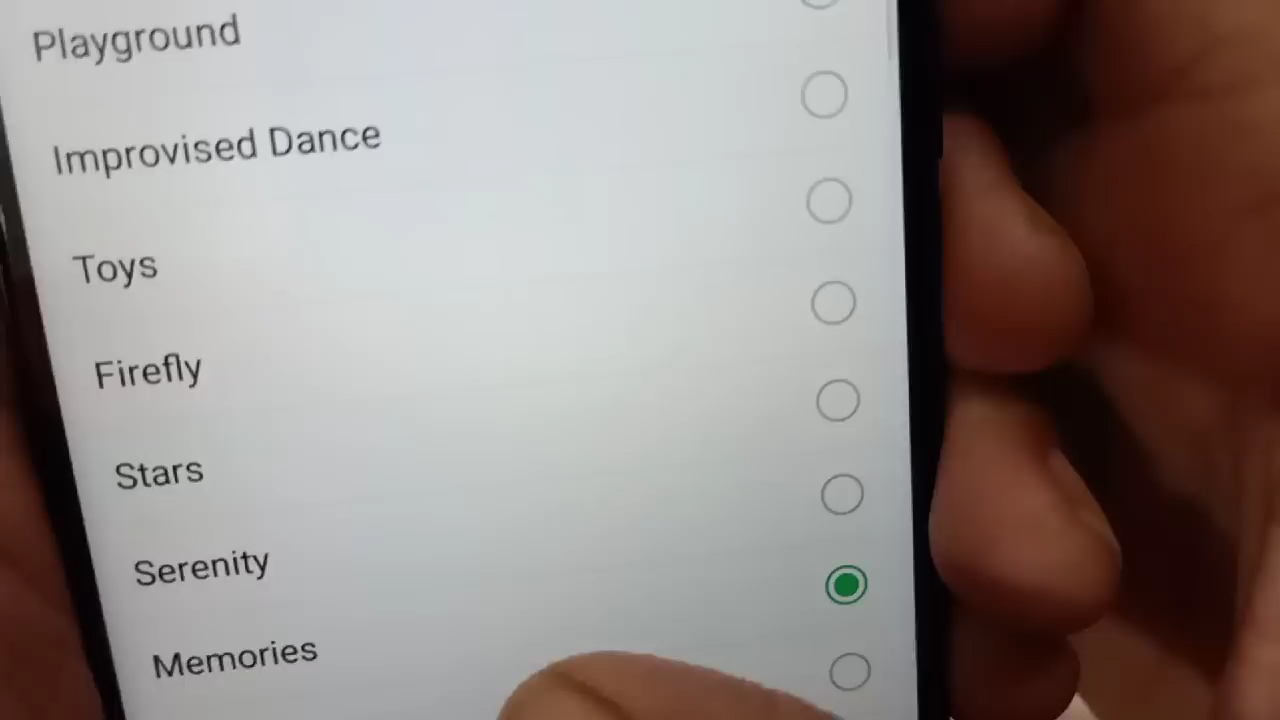 Playground
Improvised Dance
Toys
Firefly
Stars
Serenity
Memories